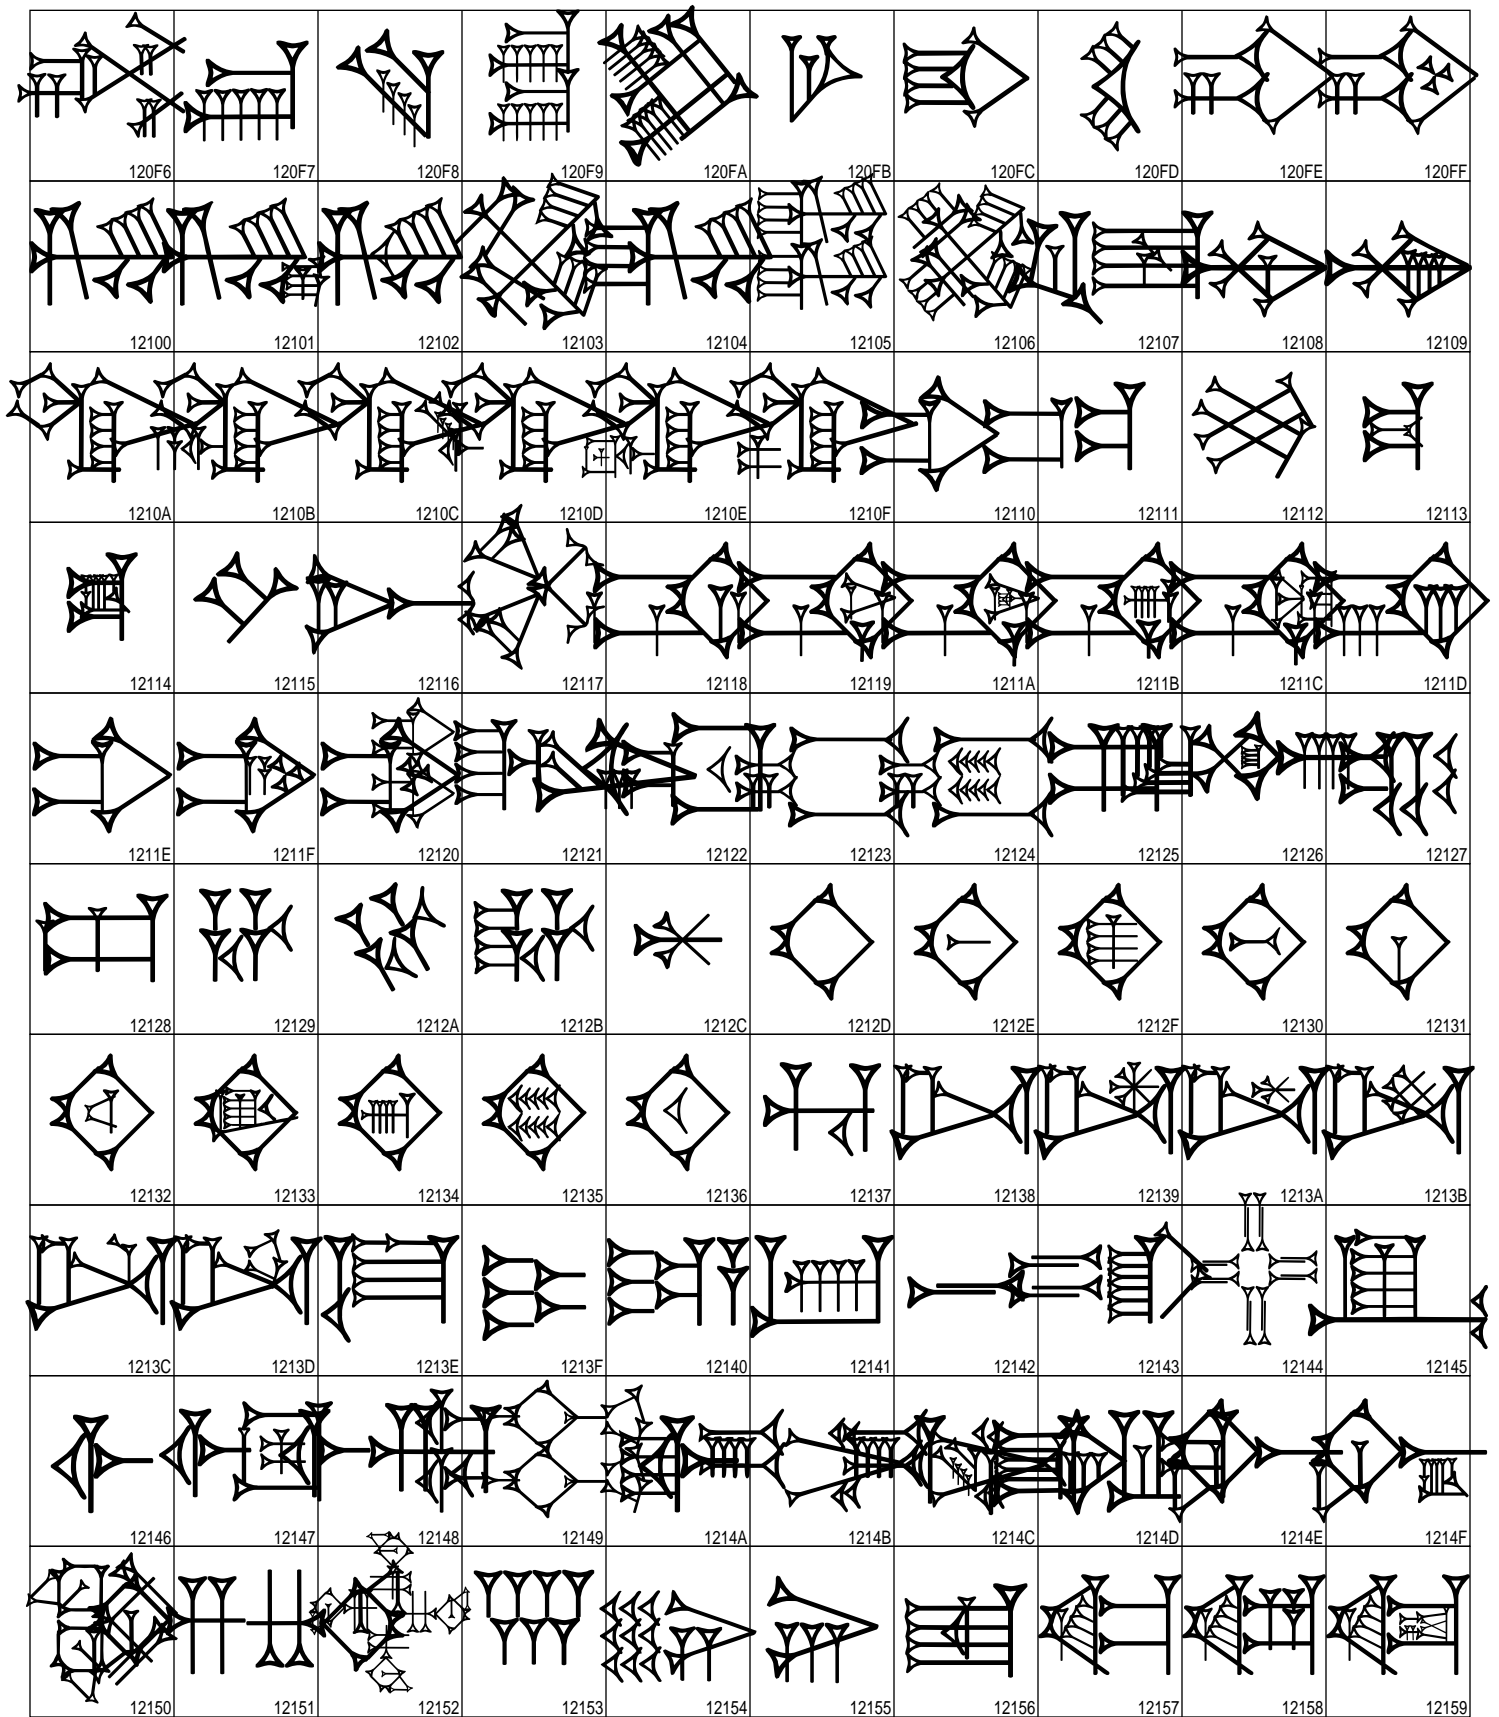 𒃶 𒃷 𒃸 𒃹 𒃺 𒃻 𒃼 𒃽 𒃾 𒃿
120F6 120F7 120F8 120F9 120FA 120FB 120FC 120FD 120FE 120FF
𒄀 𒄁 𒄂 𒄃 𒄄 𒄅 𒄆 𒄇 𒄈 𒄉
12100 12101 12102 12103 12104 12105 12106 12107 12108 12109
𒄊 𒄋 𒄌 𒄍 𒄎 𒄏 𒄐 𒄑 𒄒 𒄓
1210A 1210B 1210C 1210D 1210E 1210F 12110 12111 12112 12113
𒄔 𒄕 𒄖 𒄗 𒄘 𒄙 𒄚 𒄛 𒄜 𒄝
12114 12115 12116 12117 12118 12119 1211A 1211B 1211C 1211D
𒄞 𒄟 𒄠 𒄡 𒄢 𒄣 𒄤 𒄥 𒄦 𒄧
1211E 1211F 12120 12121 12122 12123 12124 12125 12126 12127
𒄨 𒄩 𒄪 𒄫 𒄬 𒄭 𒄮 𒄯 𒄰 𒄱
12128 12129 1212A 1212B 1212C 1212D 1212E 1212F 12130 12131
𒄲 𒄳 𒄴 𒄵 𒄶 𒄷 𒄸 𒄹 𒄺 𒄻
12132 12133 12134 12135 12136 12137 12138 12139 1213A 1213B
𒄼 𒄽 𒄾 𒄿 𒅀 𒅁 𒅂 𒅃 𒅄 𒅅
1213C 1213D 1213E 1213F 12140 12141 12142 12143 12144 12145
𒅆 𒅇 𒅈 𒅉 𒅊 𒅋 𒅌 𒅍 𒅎 𒅏
12146 12147 12148 12149 1214A 1214B 1214C 1214D 1214E 1214F
𒅐 𒅑 𒅒 𒅓 𒅔 𒅕 𒅖 𒅗 𒅘 𒅙
12150 12151 12152 12153 12154 12155 12156 12157 12158 12159